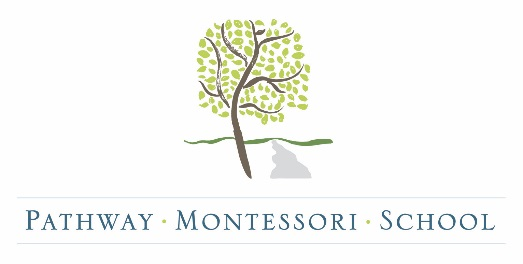 PATHWAY · MONTESSORI · SCHOOL